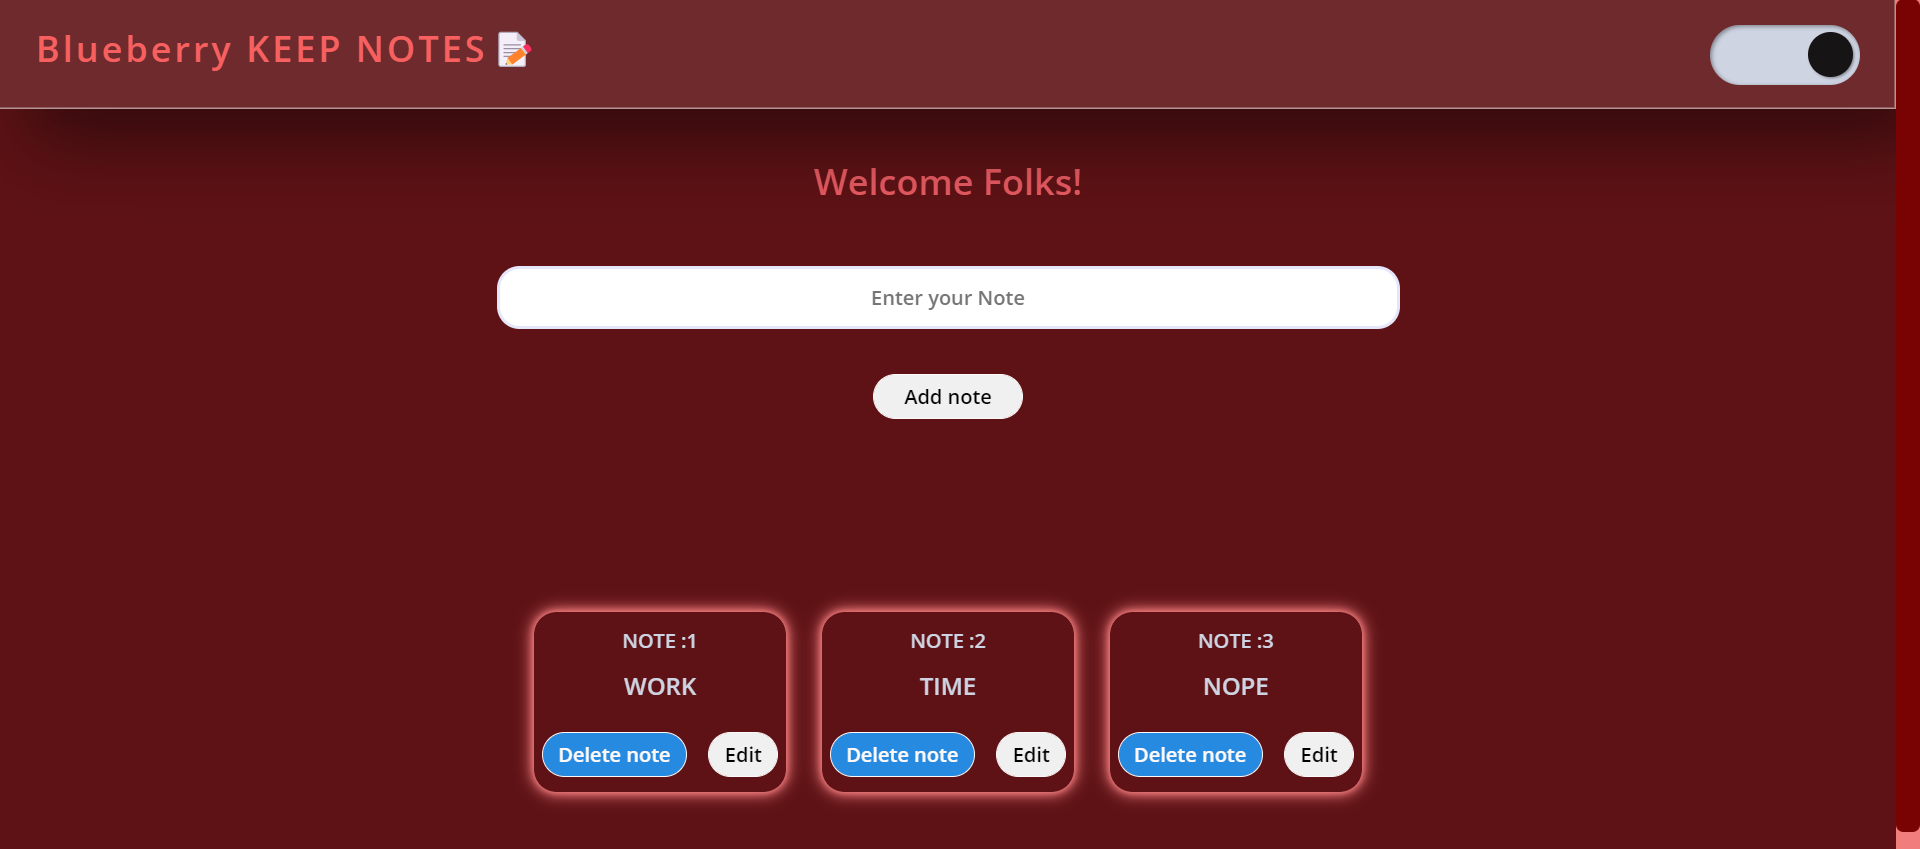 Blueberry KEEP NOTES 📝
Welcome Folks!
Enter your Note
Add note
NOTE :1
WORK
Delete note
Edit
NOTE :2
TIME
Delete note
Edit
NOTE :3
NOPE
Delete note
Edit